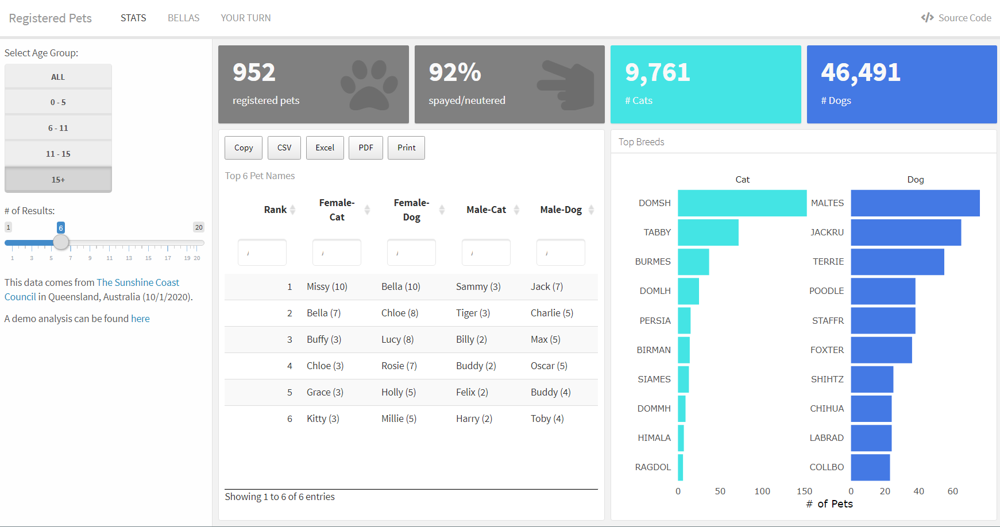 Registered Pets STATS BELLAS YOUR TURN Source Code
Select Age Group:
ALL
0 - 5
6 - 11
11 - 15
15+
# of Results:
1 6 20
1 3 5 7 9 11 13 15 17 19 20
This data comes from The Sunshine Coast
Council in Queensland, Australia (10/1/2020).
A demo analysis can be found here
952
registered pets
92%
spayed/neutered
9,761
# Cats
46,491
# Dogs
Copy CSV Excel PDF Print
Top 6 Pet Names
Rank Female-Cat Female-Dog Male-Cat Male-Dog
1 Missy (10) Bella (10) Sammy (3) Jack (7)
2 Bella (7) Chloe (8) Tiger (3) Charlie (5)
3 Buffy (3) Lucy (8) Billy (2) Max (5)
4 Chloe (3) Rosie (7) Buddy (2) Oscar (5)
5 Grace (3) Holly (5) Felix (2) Buddy (4)
6 Kitty (3) Millie (5) Harry (2) Toby (4)
Showing 1 to 6 of 6 entries
Top Breeds
Cat Dog
DOMSH MALTES
TABBY JACKRU
BURMES TERRIE
DOMLH POODLE
PERSIA STAFFR
BIRMAN FOXTER
SIAMES SHIHTZ
DOMMH CHIHUA
HIMALA LABRAD
RAGDOL COLLBO
0 50 100 150 0 20 40 60
# of Pets